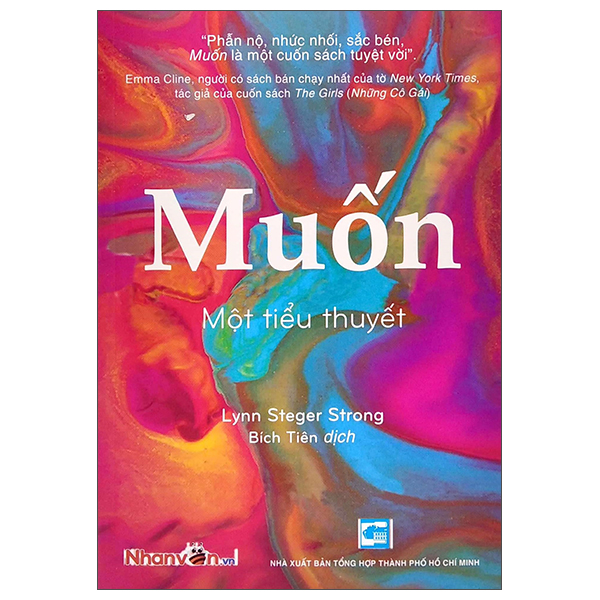 “Phẫn nộ, nhức nhối, sắc bén,
Muốn là một cuốn sách tuyệt vời”.
Emma Cline, người có sách bán chạy nhất của tờ New York Times,
tác giả của cuốn sách The Girls (Những Cô Gái)
Muốn
Một tiểu thuyết
Lynn Steger Strong
Bích Tiên dịch
Nhanvăn.vn
NHÀ XUẤT BẢN TỔNG HỢP THÀNH PHỐ HỒ CHÍ MINH